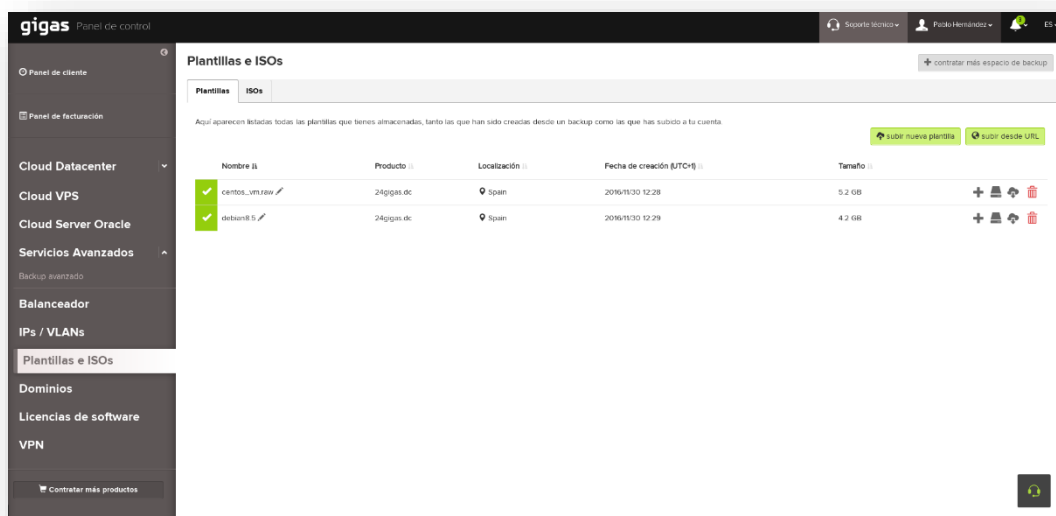 gigas Panel de control
Soporte técnico
Pablo Hernández
ES
Panel de cliente
Panel de facturación
Cloud Datacenter
Cloud VPS
Cloud Server Oracle
Servicios Avanzados
Backup avanzado
Balanceador
IPs / VLANs
Plantillas e ISOs
Dominios
Licencias de software
VPN
Contratar más productos
Plantillas e ISOs
contratar más espacio de backup
Plantillas ISOs
Aquí aparecen listadas todas las plantillas que tienes almacenadas, tanto las que han sido creadas desde un backup como las que has subido a tu cuenta.
subir nueva plantilla
subir desde URL
Nombre Producto Localización Fecha de creación (UTC+1) Tamaño
centos_vm.raw 24gigas.dc Spain 2016/11/30 12:28 5.2 GB
debian8.5 24gigas.dc Spain 2016/11/30 12:29 4.2 GB